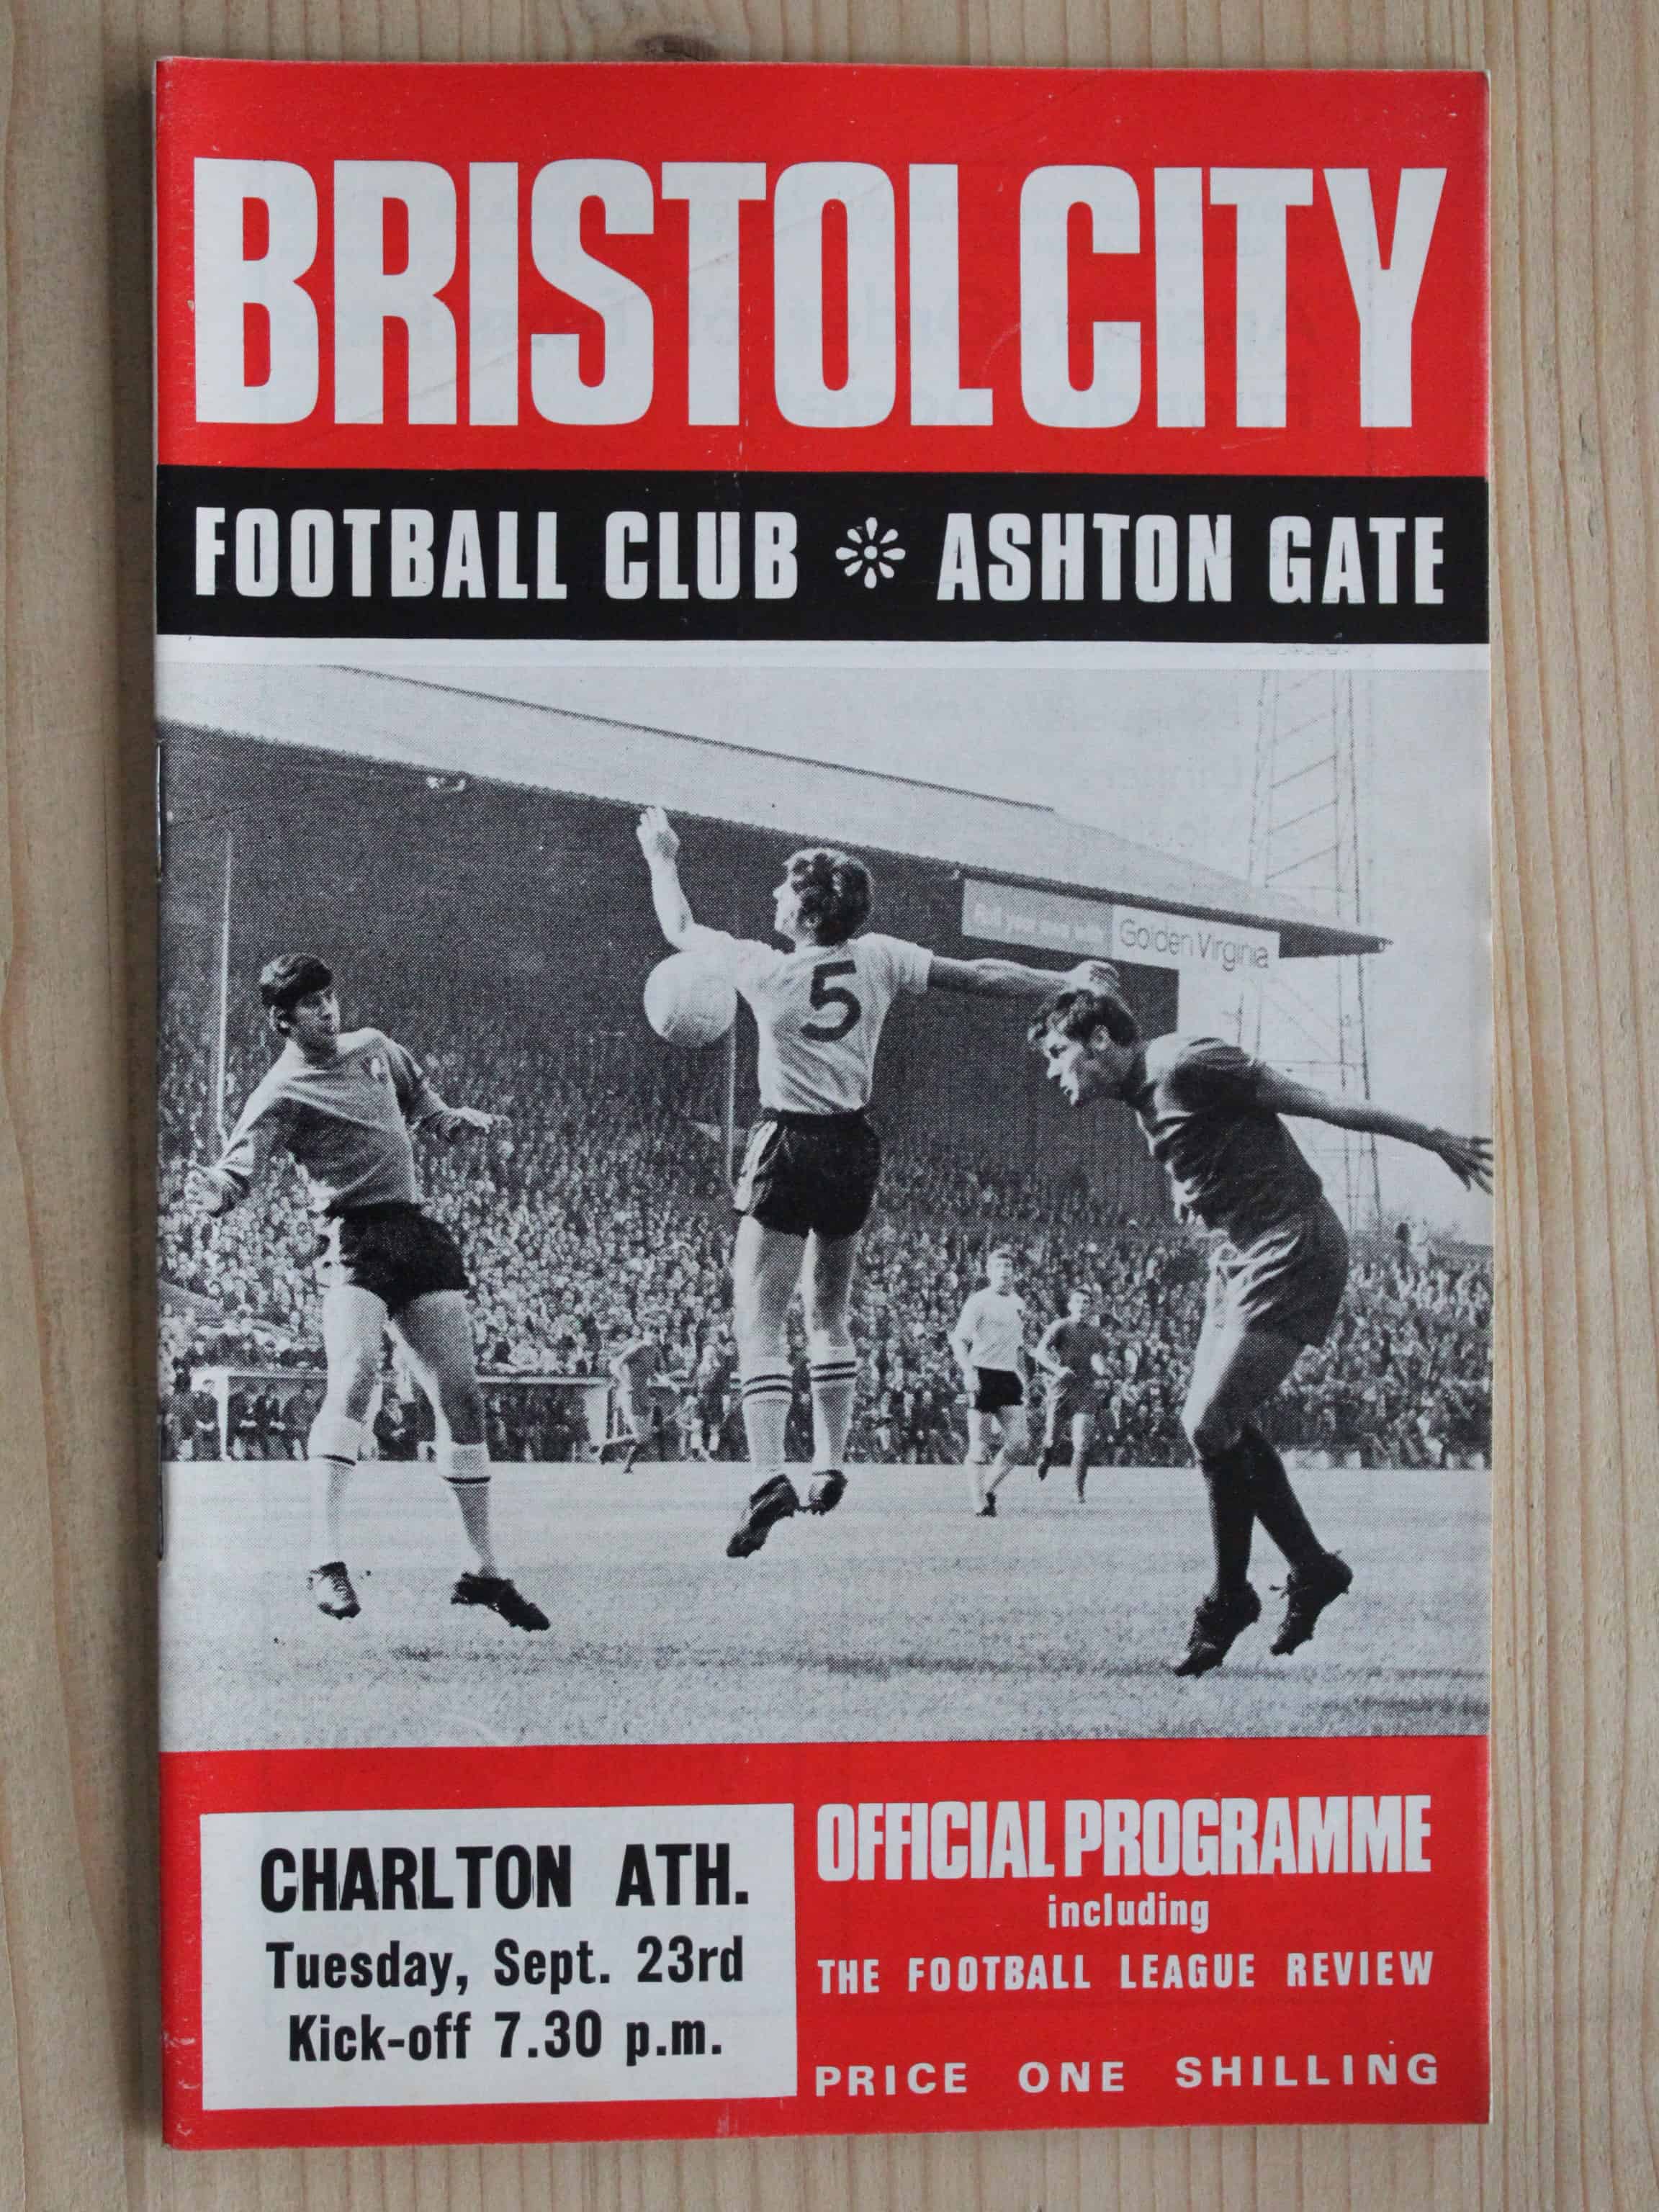 BRISTOL CITY
FOOTBALL CLUB ASHTON GATE
Golden Virginia
5
CHARLTON ATH.
Tuesday, Sept. 23rd
Kick-off 7.30 p.m.
OFFICIAL PROGRAMME
including
THE FOOTBALL LEAGUE REVIEW
PRICE ONE SHILLING